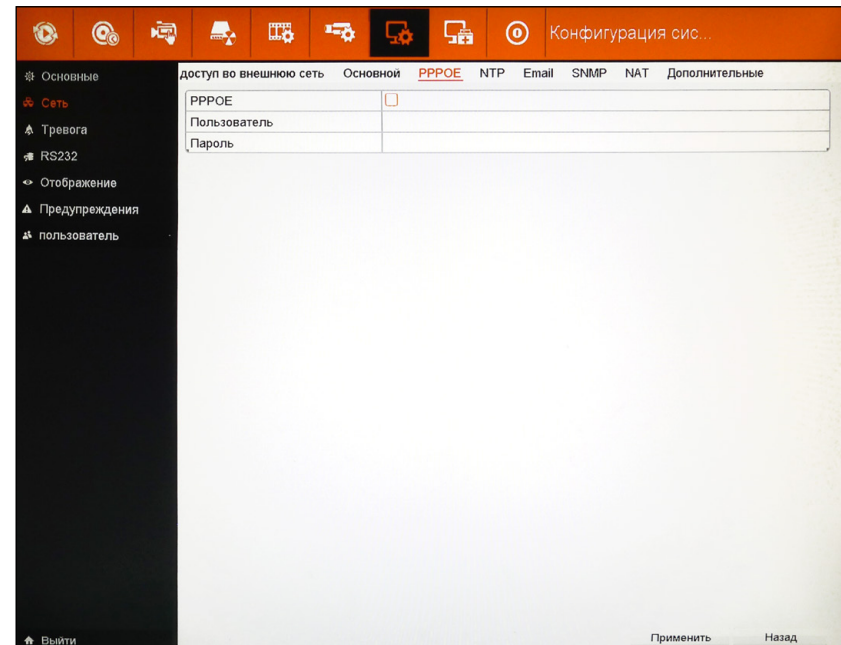 Конфигурация сис...
Основные
Сеть
Тревога
RS232
Отображение
Предупреждения
пользователь
Выйти
доступ во внешнюю сеть Основной PPPOE NTP Email SNMP NAT Дополнительные
PPPOE
Пользователь
Пароль
Применить Назад